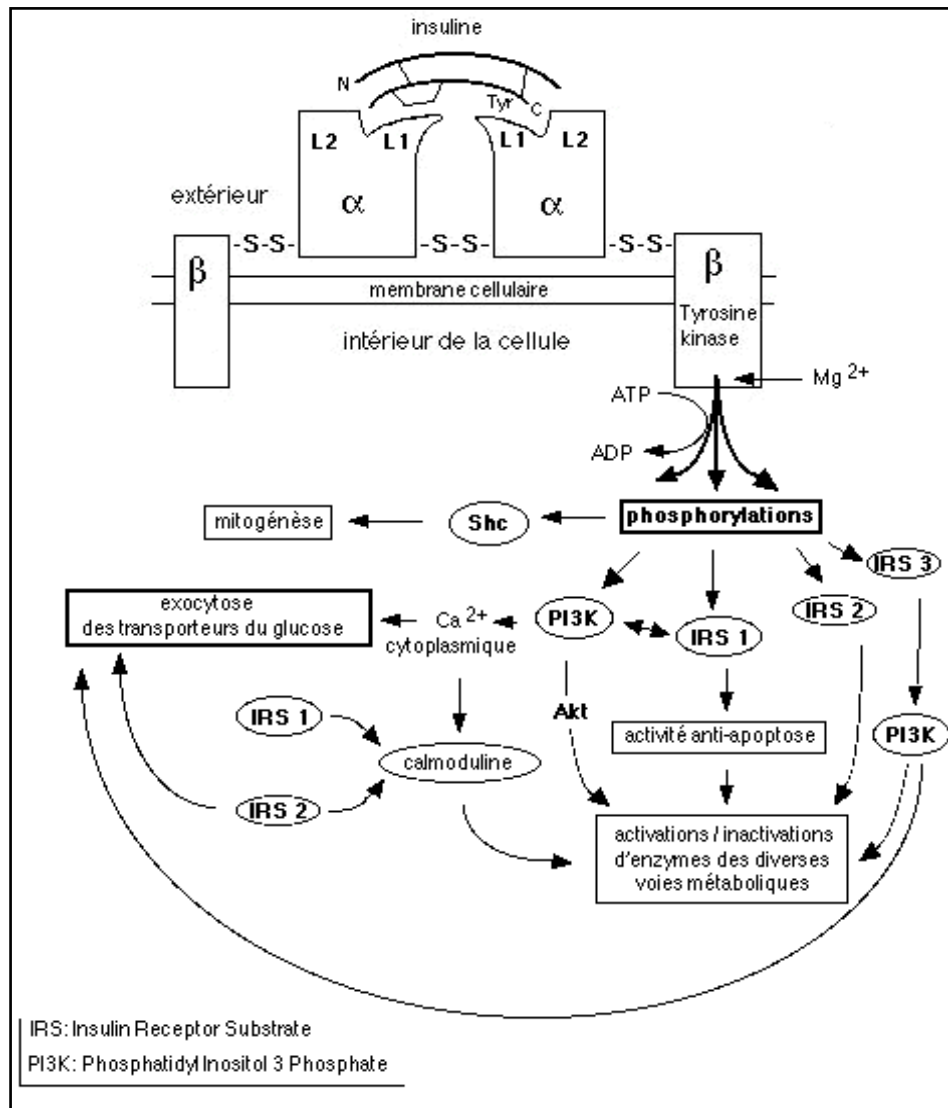 insuline
N
Tyr
C
L2 L1 L1 L2
extérieur
α α
-S-S- -S-S- -S-S-
β β
membrane cellulaire
Tyrosine
kinase
intérieur de la cellule
Mg 2+
ATP
ADP
phosphorylations
Shc
mitogénèse
IRS 3
IRS 2
exocytose
des transporteurs du glucose
Ca 2+
cytoplasmique
PI3K
IRS 1
IRS 1
Akt
activité anti-apoptose
PI3K
calmoduline
IRS 2
activations / inactivations
d'enzymes des diverses
voies métaboliques
IRS: Insulin Receptor Substrate
PI3K: Phosphatidyl Inositol 3 Phosphate